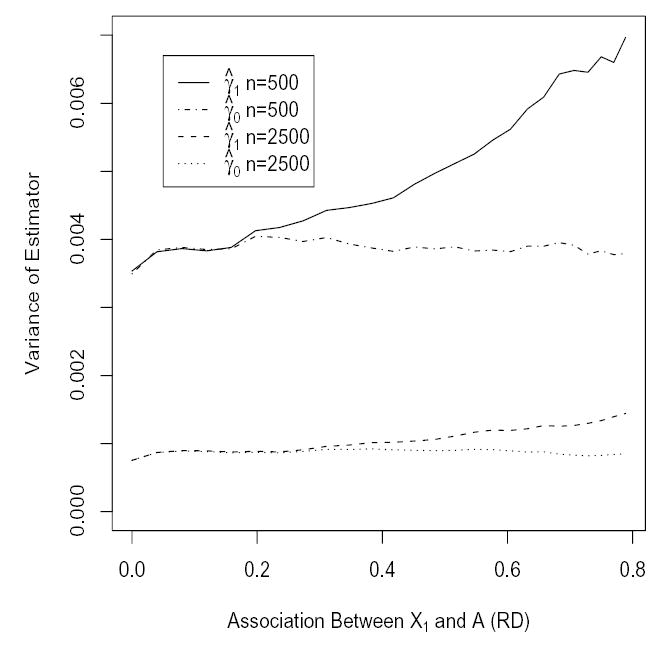 γ̂1 n=500
γ̂0 n=500
γ̂1 n=2500
γ̂0 n=2500
Variance of Estimator
0.006
0.004
0.002
0.000
0.0 0.2 0.4 0.6 0.8
Association Between X1 and A (RD)